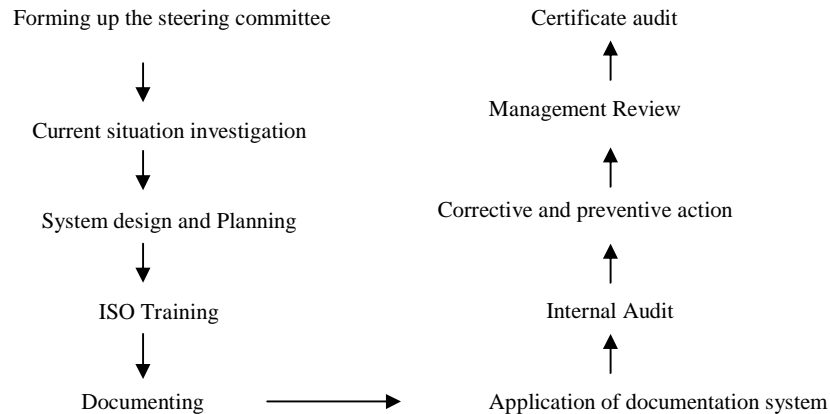 Forming up the steering committee
Current situation investigation
System design and Planning
ISO Training
Documenting
Application of documentation system
Internal Audit
Corrective and preventive action
Management Review
Certificate audit